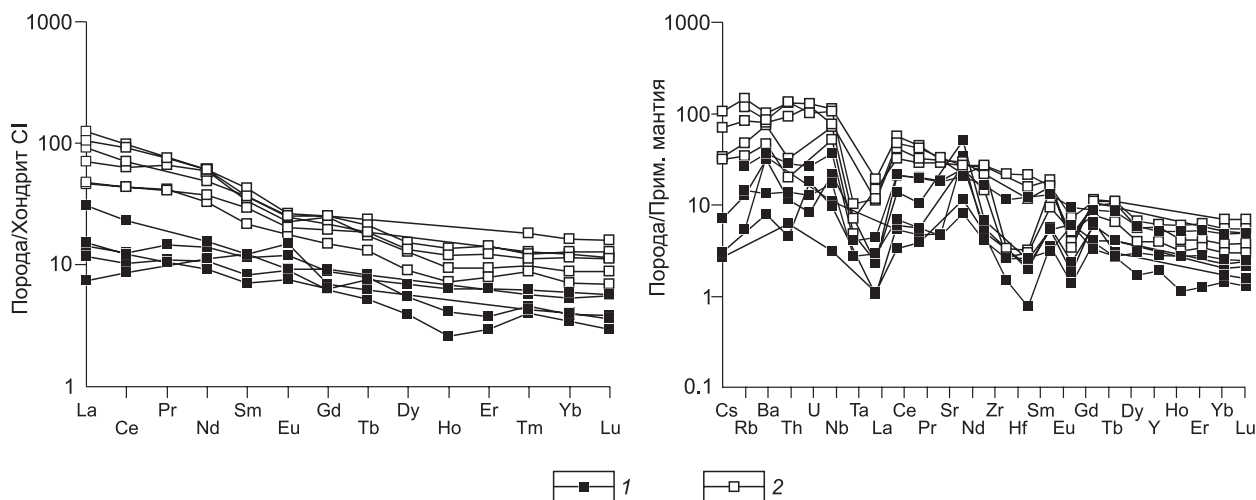 1000
100
10
1
Порода/Хондрит CI
La Pr Sm Gd Dy Er Yb
Ce Nd Eu Tb Ho Tm Lu
1000
100
10
1
0.1
Порода/Прим. мантия
Cs Ba U Ta Ce Sr Zr Sm Gd Dy Ho Yb
Rb Th Nb La Pr Nd Hf Eu Tb Y Er Lu
1 2